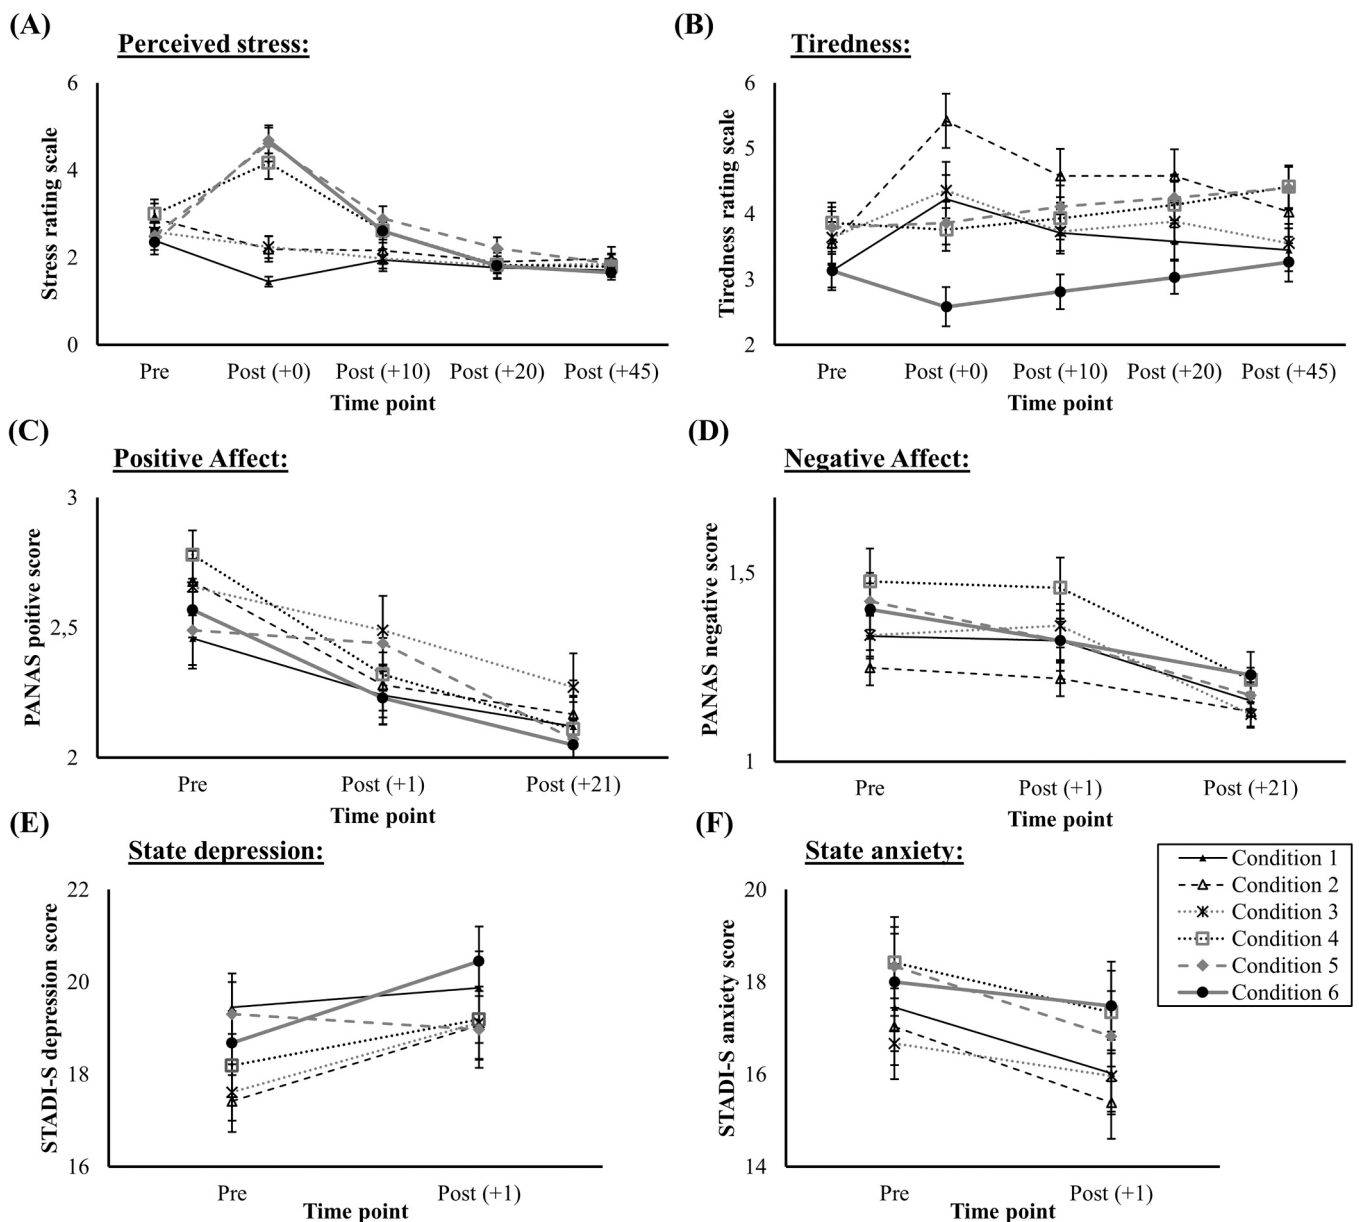 (A)
Perceived stress:
Stress rating scale
6
4
2
0
Pre
Post (+0)
Post (+10)
Post (+20)
Post (+45)
Time point
(B)
Tiredness:
Tiredness rating scale
6
5
4
3
2
Pre
Post (+0)
Post (+10)
Post (+20)
Post (+45)
Time point
(C)
Positive Affect:
PANAS poitive score
3
2,5
2
Pre
Post (+1)
Post (+21)
Time point
(D)
Negative Affect:
PANAS negative score
1,5
1
Pre
Post (+1)
Post (+21)
Time point
(E)
State depression:
STADI-S depression score
22
20
18
16
Pre
Post (+1)
Time point
(F)
State anxiety:
STADI-S anxiety score
20
18
16
14
Pre
Post (+1)
Time point
Condition 1
Condition 2
Condition 3
Condition 4
Condition 5
Condition 6